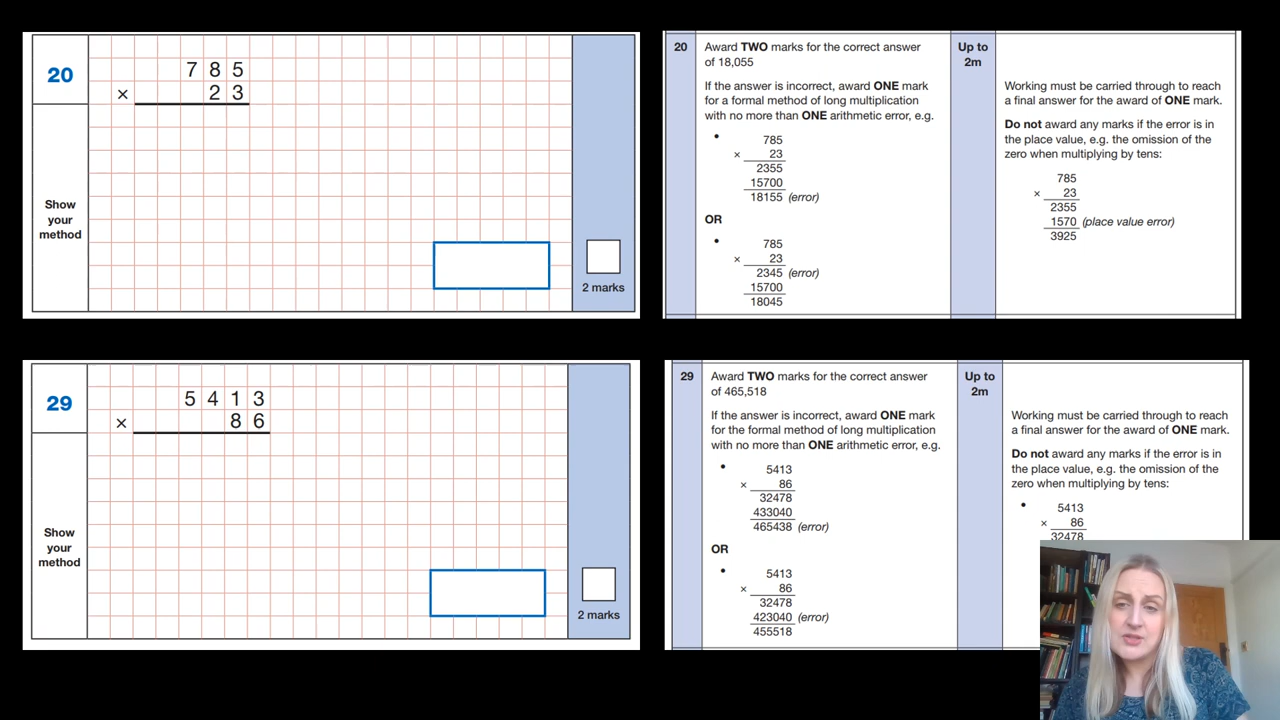 20
7 8 5
× 2 3
Show
your
method
2 marks
20
Award TWO marks for the correct answer
of 18,055
If the answer is incorrect, award ONE mark
for a formal method of long multiplication
with no more than ONE arithmetic error, e.g.
• 785
× 23
2355
15700
18155 (error)
OR
• 785
× 23
2345 (error)
15700
18045
Up to
2m
Working must be carried through to reach
a final answer for the award of ONE mark.
Do not award any marks if the error is in
the place value, e.g. the omission of the
zero when multiplying by tens:
785
× 23
2355
1570 (place value error)
3925
29
5 4 1 3
× 8 6
Show
your
method
2 marks
29
Award TWO marks for the correct answer
of 465,518
If the answer is incorrect, award ONE mark
for the formal method of long multiplication
with no more than ONE arithmetic error, e.g.
• 5413
× 86
32478
433040
465438 (error)
OR
• 5413
× 86
32478
423040 (error)
455518
Up to
2m
Working must be carried through to reach
a final answer for the award of ONE mark.
Do not award any marks if the error is in
the place value, e.g. the omission of the
zero when multiplying by tens:
• 5413
× 86
32478